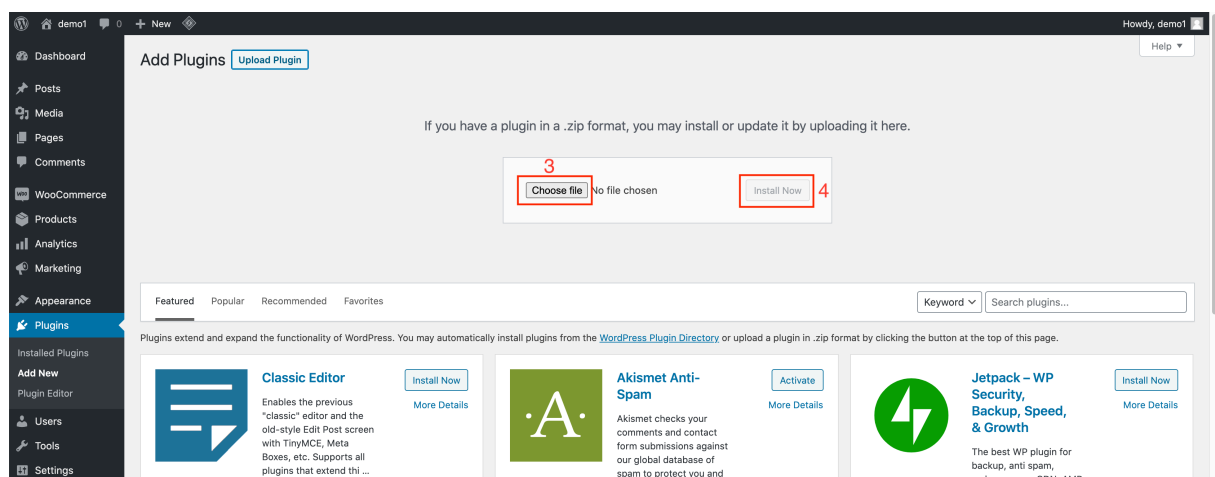 demo1 0 + New
Howdy, demo1
Help ▼
Dashboard
Posts
Media
Pages
Comments
WooCommerce
Products
Analytics
Marketing
Appearance
Plugins
Installed Plugins
Add New
Plugin Editor
Users
Tools
Settings
Add Plugins Upload Plugin
If you have a plugin in a .zip format, you may install or update it by uploading it here.
3
Choose file No file chosen
Install Now 4
Featured Popular Recommended Favorites
Keyword Search plugins...
Plugins extend and expand the functionality of WordPress. You may automatically install plugins from the WordPress Plugin Directory or upload a plugin in .zip format by clicking the button at the top of this page.
Classic Editor
Install Now
More Details
Enables the previous
"classic" editor and the
old-style Edit Post screen
with TinyMCE, Meta
Boxes, etc. Supports all
plugins that extend thi ...
·A·
Akismet Anti-
Spam
Activate
More Details
Akismet checks your
comments and contact
form submissions against
our global database of
spam to protect you and
Jetpack – WP
Security,
Backup, Speed,
& Growth
Install Now
More Details
The best WP plugin for
backup, anti spam,